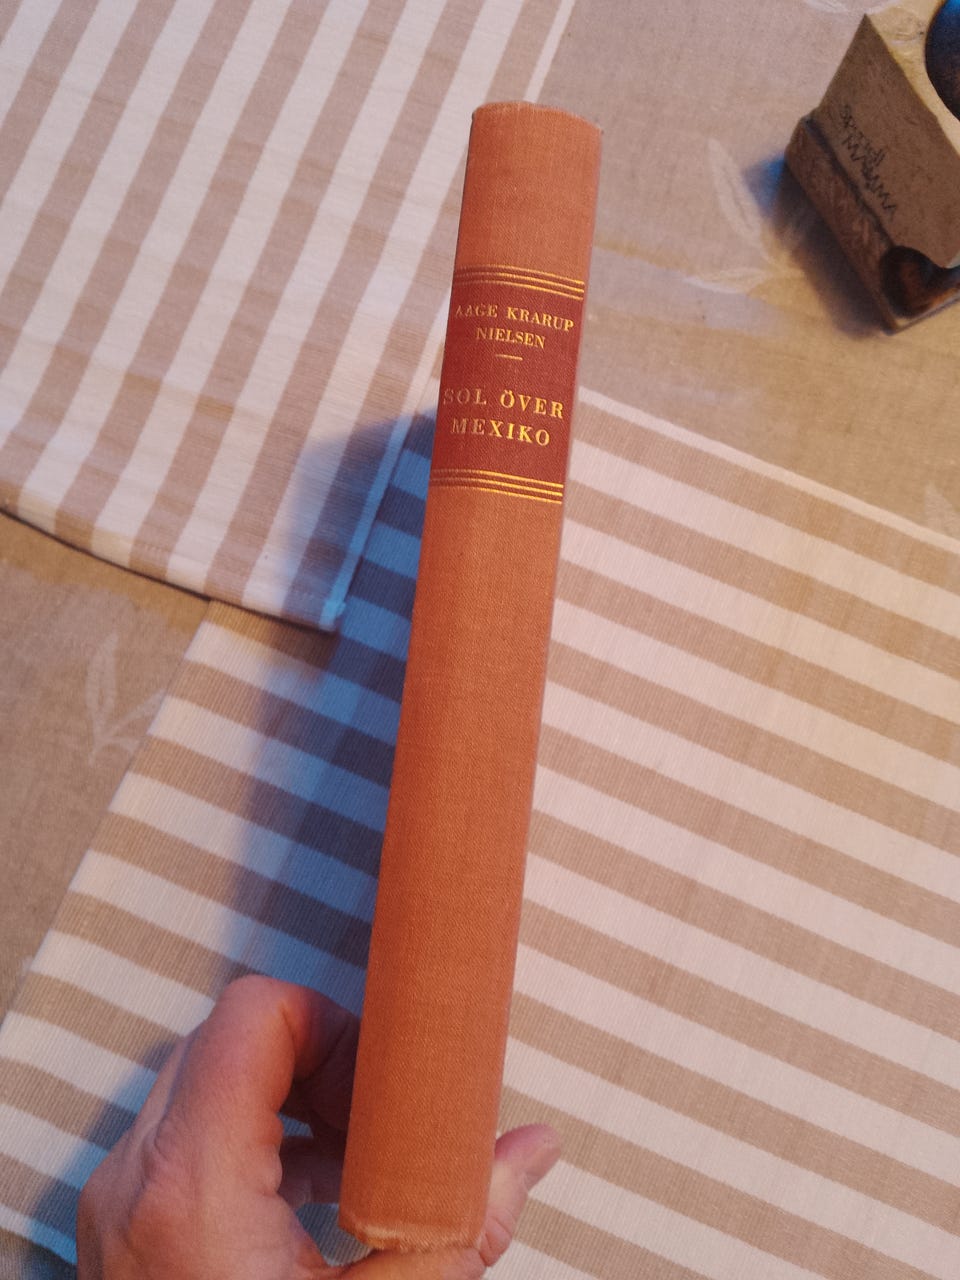 AAGE KRARUP
NIELSEN
SOL ÖVER
MEXIKO